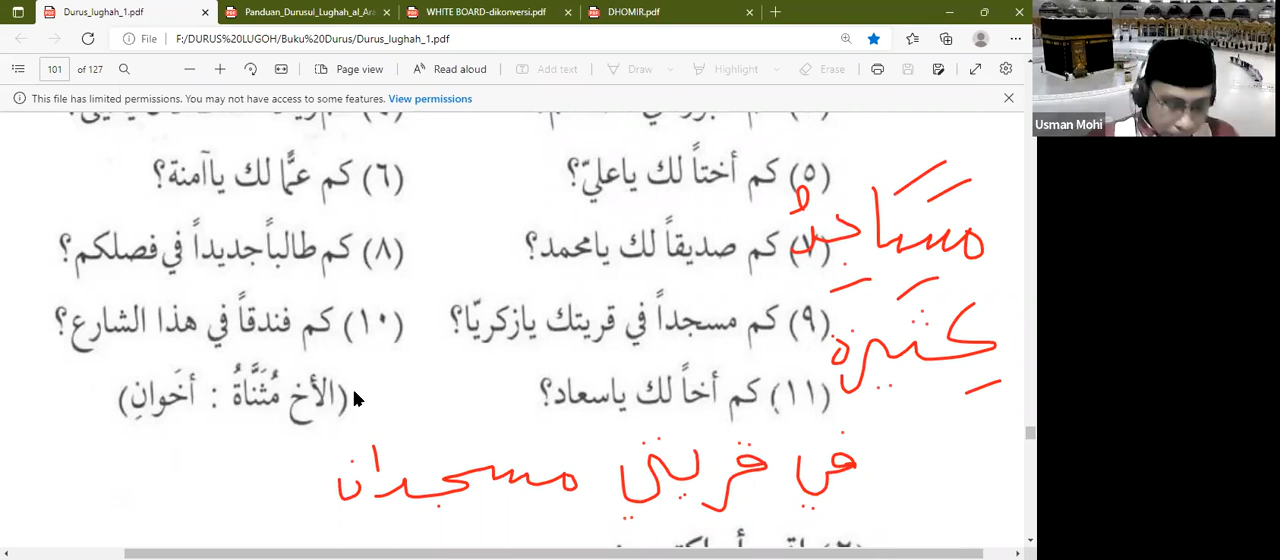 Durus_lughah_1.pdf
Panduan_Durusul_Lughah_al_Ara
WHITE BOARD-dikonversi.pdf
DHOMIR.pdf
File
F:/DURUS%20LUGOH/Buku%20Durus/Durus_lughah_1.pdf
101 of 127
Page view
Read aloud
Add text
Draw
Highlight
Erase
This file has limited permissions. You may not have access to some features. View permissions
Usman Mohi
(٥) كم أختاً لك ياعليّ؟
(٦) كم عمًّا لك ياآمنة؟
(٧) كم صديقاً لك يامحمد؟
(٨) كم طالباً جديداً في فصلكم؟
(٩) كم مسجداً في قريتك يازكريّا؟
(١٠) كم فندقاً في هذا الشارع؟
(١١) كم أخاً لك ياسعاد؟
(الأخ مُثَنَّاةُ : أخَوانِ)
مَسَاجِدُ
كَثِيرَة
في قريتي مسجدان